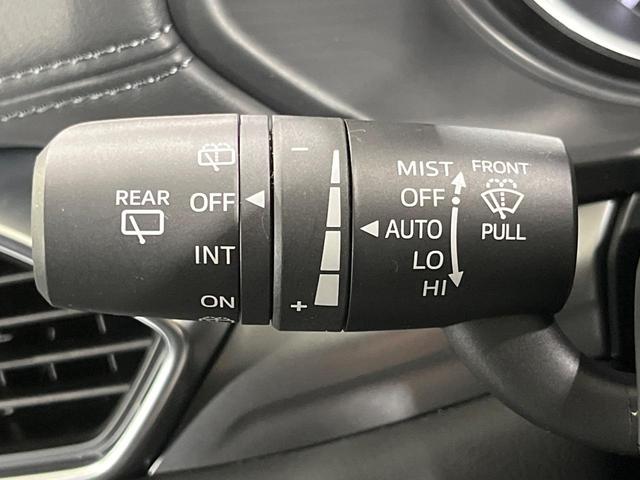 REAR
OFF
INT
ON
−
+
MIST
OFF
AUTO
LO
HI
FRONT
PULL